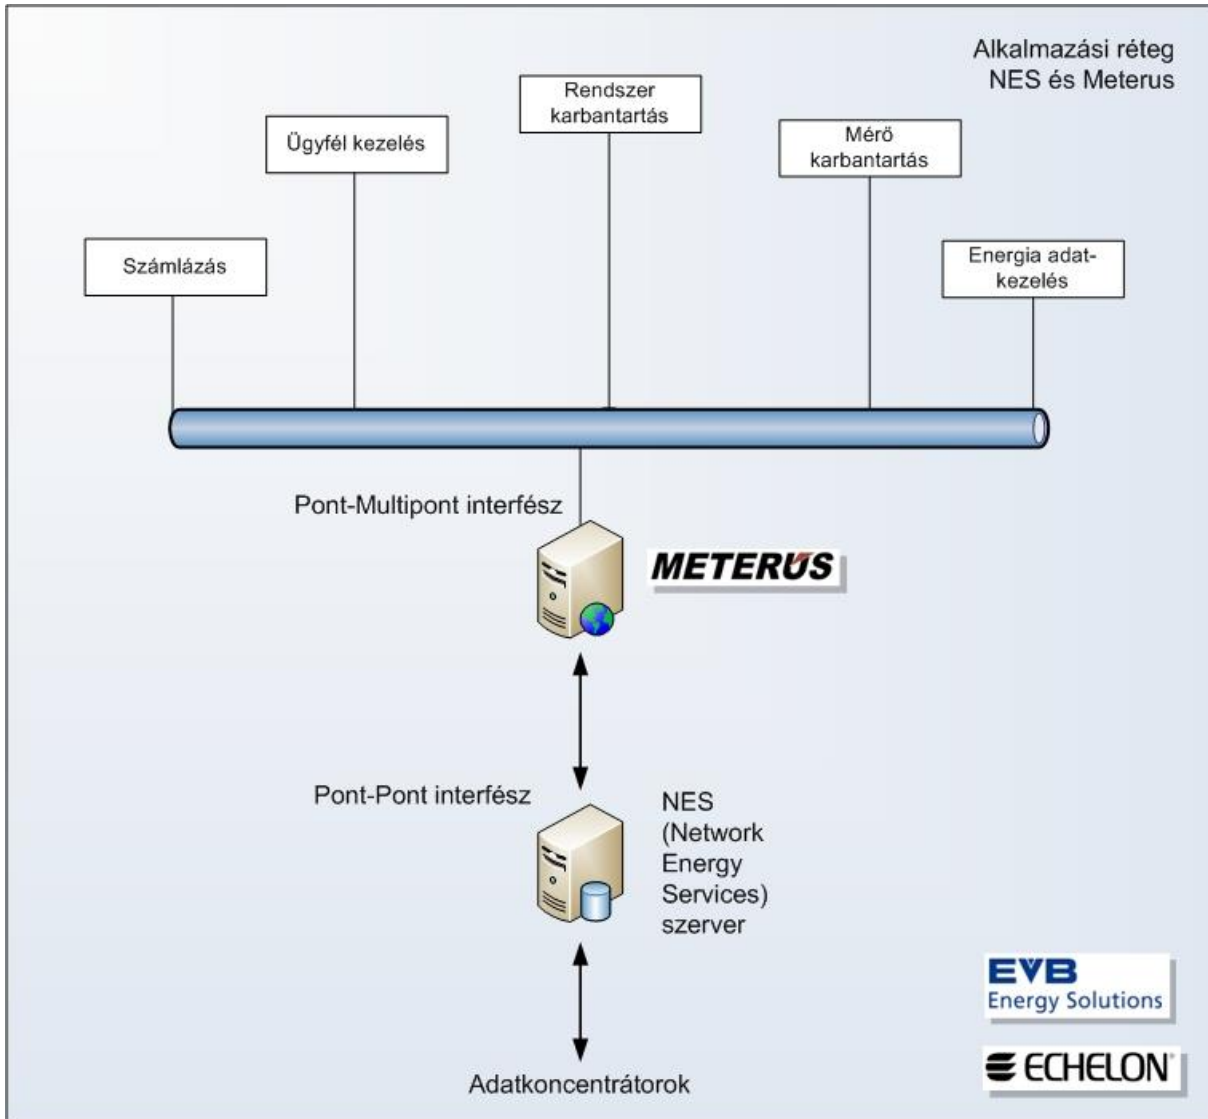 Alkalmazási réteg
NES és Meterus
Rendszer
karbantartás
Ügyfél kezelés
Mérő
karbantartás
Számlázás
Energia adat-
kezelés
Pont-Multipont interfész
METERUS
Pont-Pont interfész
NES
(Network
Energy
Services)
szerver
EVB
Energy Solutions
ECHELON®
Adatkoncentrátorok